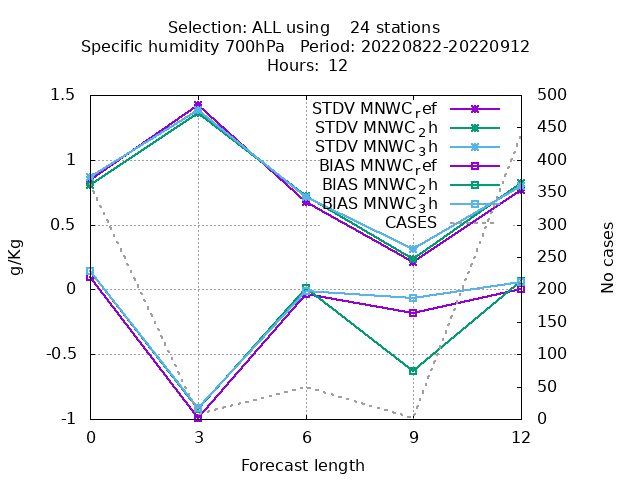 Selection: ALL using    24 stations
Specific humidity 700hPa   Period: 20220822-20220912
Hours:  12
1.5
1
0.5
0
-0.5
-1
g/Kg
STDV MNWC_ref
STDV MNWC_2h
STDV MNWC_3h
BIAS MNWC_ref
BIAS MNWC_2h
BIAS MNWC_3h
CASES
500
450
400
350
300
250
200
150
100
50
0
No cases
0 3 6 9 12
Forecast length